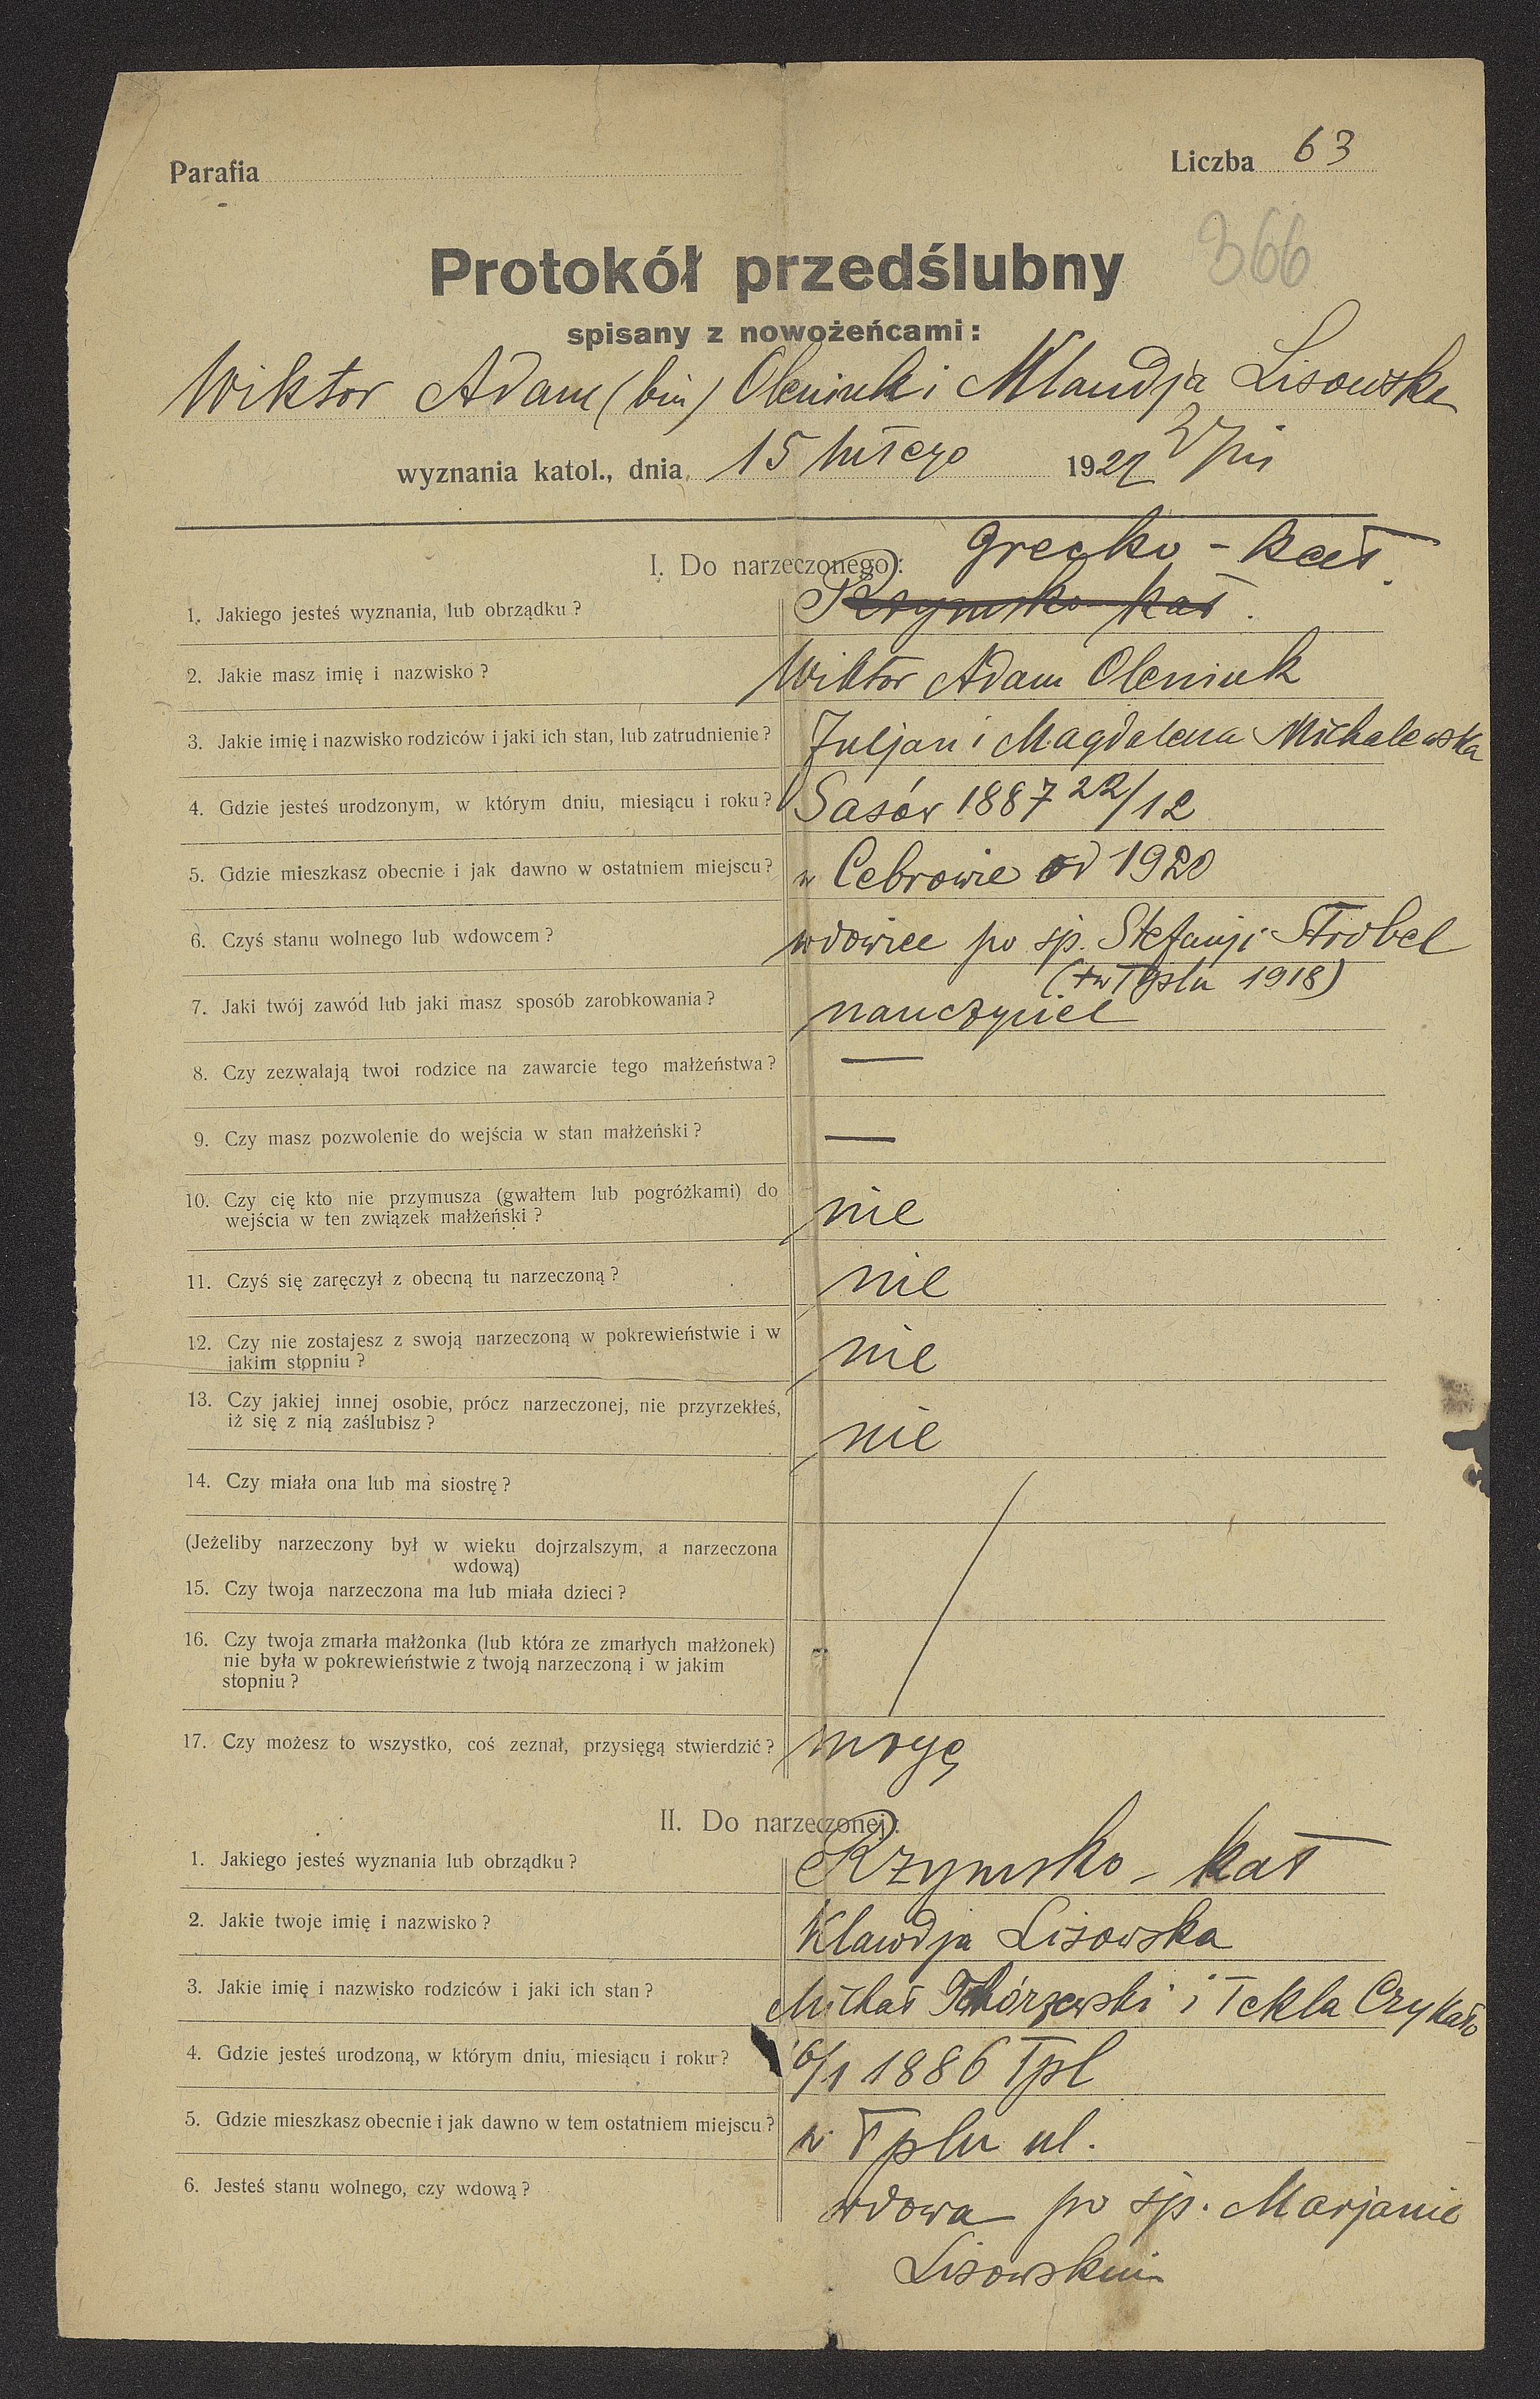 Parafia
Liczba 63
366
Protokół przedślubny
spisany z nowożeńcami:
Wiktor Adam (bin) Oleniuk i Klaudja Lisowska
wyznania katol., dnia 15 lutego 1922
I. Do narzeczonego: grecko - kat.
1. Jakiego jesteś wyznania, lub obrządku? Rzymsko kat.
2. Jakie masz imię i nazwisko? Wiktor Adam Oleniuk
3. Jakie imię i nazwisko rodziców i jaki ich stan, lub zatrudnienie? Juljan i Magdalena Michalewska
4. Gdzie jesteś urodzonym, w którym dniu, miesiącu i roku? Sasów 1887 22/12
5. Gdzie mieszkasz obecnie i jak dawno w ostatniem miejscu? w Cebrowie od 1920
6. Czyś stanu wolnego lub wdowcem? wdowiec po śp. Stefanji Strobel
(+w Tpslu 1918)
7. Jaki twój zawód lub jaki masz sposób zarobkowania? nauczyciel
8. Czy zezwalają twoi rodzice na zawarcie tego małżeństwa? —
9. Czy masz pozwolenie do wejścia w stan małżeński? —
10. Czy cię kto nie przymusza (gwałtem lub pogróżkami) do
wejścia w ten związek małżeński? nie
11. Czyś się zaręczył z obecną tu narzeczoną? nie
12. Czy nie zostajesz z swoją narzeczoną w pokrewieństwie i w
jakim stopniu? nie
13. Czy jakiej innej osobie, prócz narzeczonej, nie przyrzekłeś,
iż się z nią zaślubisz? nie
14. Czy miała ona lub ma siostrę?
(Jeżeliby narzeczony był w wieku dojrzalszym, a narzeczona
wdową)
15. Czy twoja narzeczona ma lub miała dzieci?
16. Czy twoja zmarła małżonka (lub która ze zmarłych małżonek)
nie była w pokrewieństwie z twoją narzeczoną i w jakim
stopniu?
17. Czy możesz to wszystko, coś zeznał, przysięgą stwierdzić? mogę
II. Do narzeczonej:
1. Jakiego jesteś wyznania lub obrządku? Rzymsko - kat
2. Jakie twoje imię i nazwisko? Klawdja Lisowska
3. Jakie imię i nazwisko rodziców i jaki ich stan? Michał Tchórzewski i Tekla Czykało
4. Gdzie jesteś urodzoną, w którym dniu, miesiącu i roku? 6/1 1886 Tpl
5. Gdzie mieszkasz obecnie i jak dawno w tem ostatniem miejscu? w Tplu ul.
6. Jesteś stanu wolnego, czy wdową? wdowa po śp. Marjanie
Lisowskim